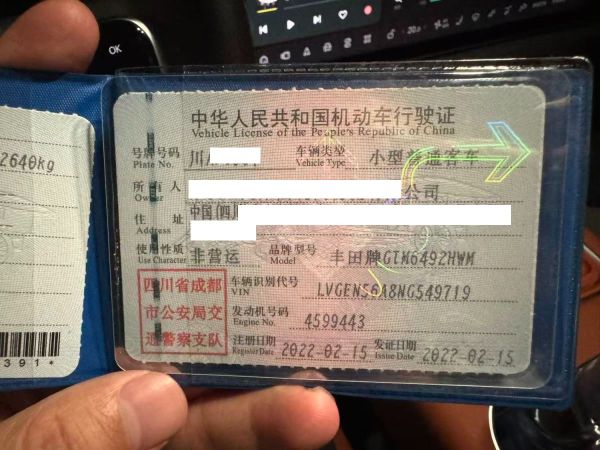 OK
2640kg
391*
中华人民共和国机动车行驶证
Vehicle License of the People's Republic of China
号牌号码 川A 车辆类型 小型普通客车
Plate No. Vehicle Type
所有人 公司
Owner
住址 中国(四川
Address
使用性质 非营运 品牌型号 丰田牌GTM6492HWM
Use Character Model
四川省成都 车辆识别代号 LVGEN56A8NG549719
VIN
市公安局交 发动机号码 4599443
Engine No.
通警察支队 注册日期 2022-02-15 发证日期 2022-02-15
Register Date Issue Date